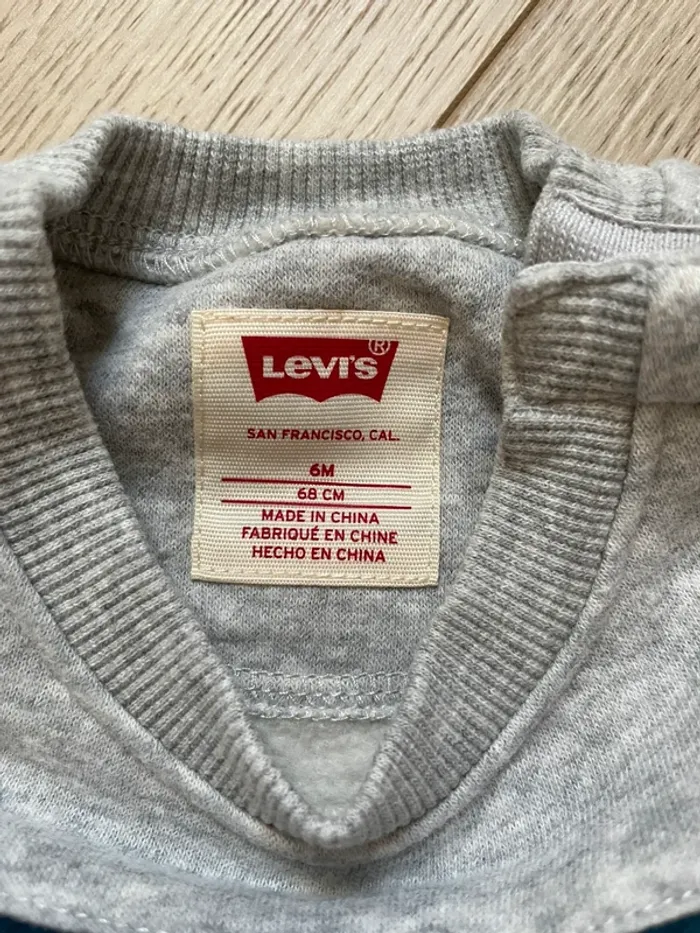 LEVI'S ®
SAN FRANCISCO, CAL.
6M
68 CM
MADE IN CHINA
FABRIQUÉ EN CHINE
HECHO EN CHINA